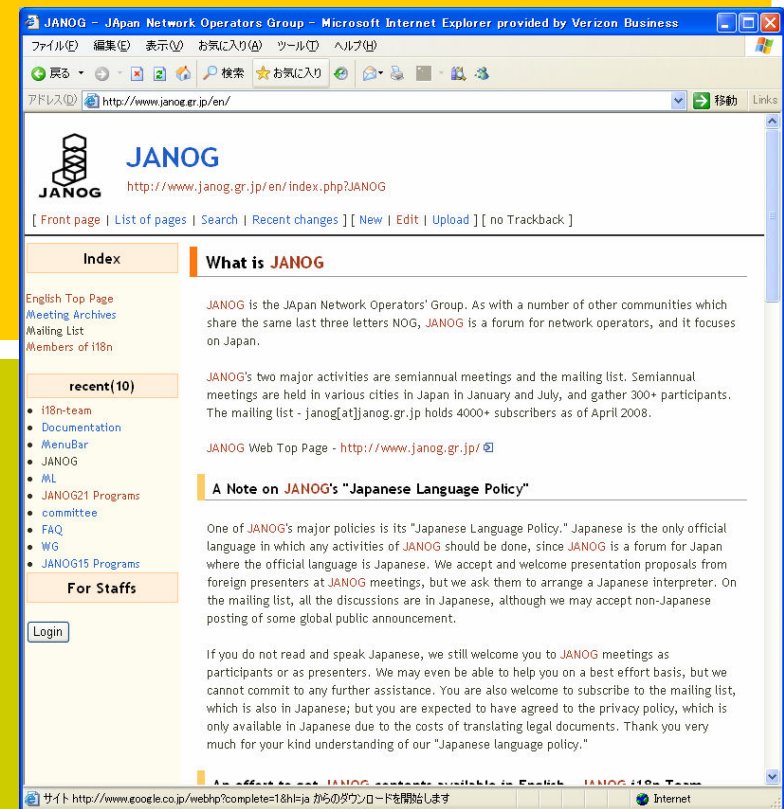 JANOG - JApan Network Operators Group - Microsoft Internet Explorer provided by Verizon Business
ファイル(F) 編集(E) 表示(V) お気に入り(A) ツール(T) ヘルプ(H)
戻る 検索 お気に入り
アドレス(D) http://www.janog.gr.jp/en/ 移動 Links
JANOG
JANOG
http://www.janog.gr.jp/en/index.php?JANOG
[ Front page | List of pages | Search | Recent changes ] [ New | Edit | Upload ] [ no Trackback ]
Index
English Top Page
Meeting Archives
Mailing List
Members of i18n
recent(10)
i18n-team
Documentation
MenuBar
JANOG
ML
JANOG21 Programs
committee
FAQ
WG
JANOG15 Programs
For Staffs
Login
What is JANOG
JANOG is the JApan Network Operators' Group. As with a number of other communities which
share the same last three letters NOG, JANOG is a forum for network operators, and it focuses
on Japan.
JANOG's two major activities are semiannual meetings and the mailing list. Semiannual
meetings are held in various cities in Japan in January and July, and gather 300+ participants.
The mailing list - janog[at]janog.gr.jp holds 4000+ subscribers as of April 2008.
JANOG Web Top Page - http://www.janog.gr.jp/
A Note on JANOG's "Japanese Language Policy"
One of JANOG's major policies is its "Japanese Language Policy." Japanese is the only official
language in which any activities of JANOG should be done, since JANOG is a forum for Japan
where the official language is Japanese. We accept and welcome presentation proposals from
foreign presenters at JANOG meetings, but we ask them to arrange a Japanese interpreter. On
the mailing list, all the discussions are in Japanese, although we may accept non-Japanese
posting of some global public announcement.
If you do not read and speak Japanese, we still welcome you to JANOG meetings as
participants or as presenters. We may even be able to help you on a best effort basis, but we
cannot commit to any further assistance. You are also welcome to subscribe to the mailing list,
which is also in Japanese; but you are expected to have agreed to the privacy policy, which is
only available in Japanese due to the costs of translating legal documents. Thank you very
much for your kind understanding of our "Japanese language policy."
An effort to get JANOG contents available in English - JANOG i18n Team
サイト http://www.google.co.jp/webhp?complete=1&hl=ja からのダウンロードを開始します Internet